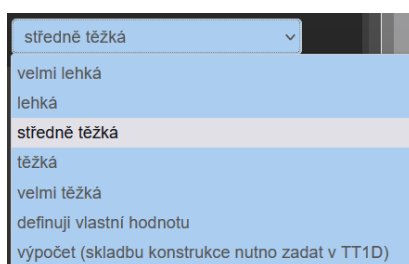 středně těžká
velmi lehká
lehká
středně těžká
těžká
velmi těžká
definuji vlastní hodnotu
výpočet (skladbu konstrukce nutno zadat v TT1D)